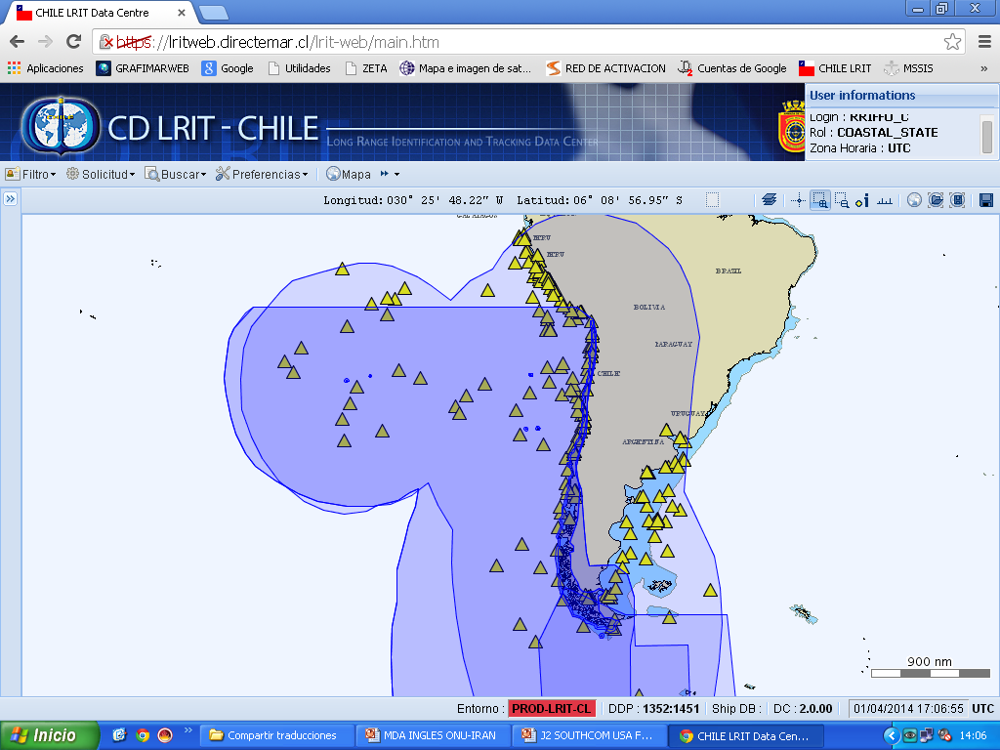 CHILE LRIT Data Centre
https://lritweb.directemar.cl/lrit-web/main.htm
Aplicaciones GRAFIMARWEB Google Utilidades ZETA Mapa e imagen de sat... RED DE ACTIVACION Cuentas de Google CHILE LRIT MSSIS »
CD LRIT - CHILE LONG RANGE IDENTIFICATION AND TRACKING DATA CENTER
User informations
Login : RRIFFO_C
Rol : COASTAL_STATE
Zona Horaria : UTC
Filtro Solicitud Buscar Preferencias Mapa
Longitud: 030° 25' 48.22” W Latitud: 06° 08' 56.95” S
PERU
PERU
BRAZIL
BOLIVIA
PARAGUAY
CHILE
URUGUAY
ARGENTINA
900 nm
Entorno : PROD-LRIT-CL DDP : 1352:1451 Ship DB : DC : 2.0.00 01/04/2014 17:06:55 UTC
Inicio » Compartir traducciones MDA INGLES ONU-IRAN J2 SOUTHCOM USA F... CHILE LRIT Data Cen... 14:06